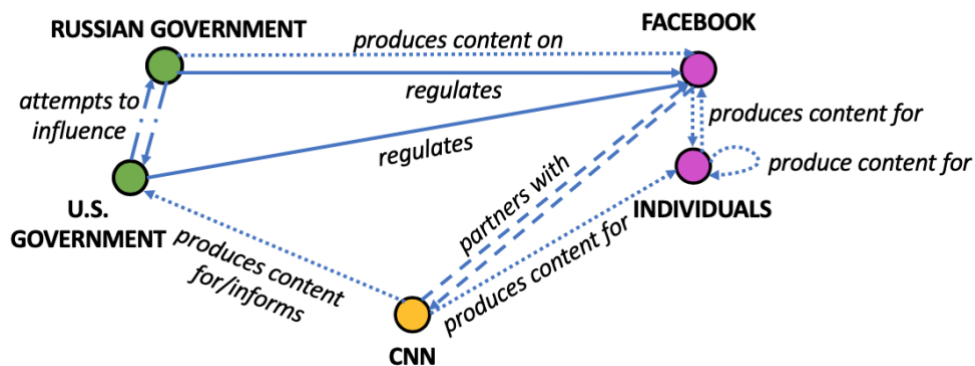 RUSSIAN GOVERNMENT
FACEBOOK
produces content on
regulates
attempts to
influence
regulates
produces content for
produce content for
U.S.
GOVERNMENT
INDIVIDUALS
partners with
produces content for
produces content
for/informs
CNN